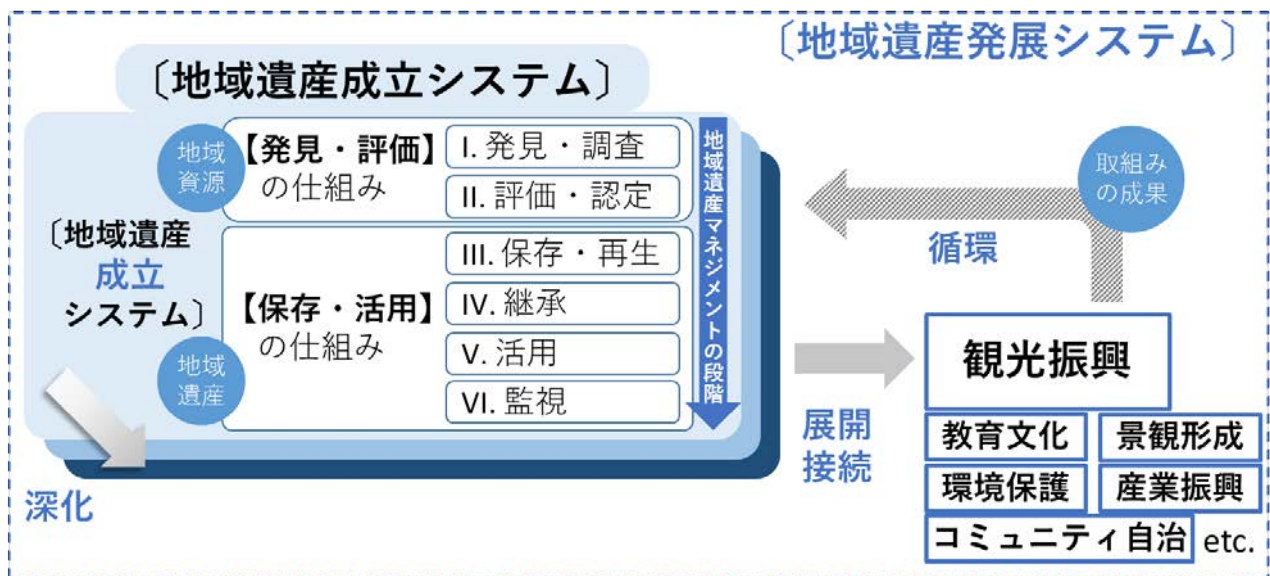 〔地域遺産発展システム〕
〔地域遺産成立システム〕
地域
資源
【発見・評価】
の仕組み
I. 発見・調査
II. 評価・認定
〔地域遺産
成立
システム〕
地域
遺産
【保存・活用】
の仕組み
III. 保存・再生
IV. 継承
V. 活用
VI. 監視
地域遺産マネジメントの段階
深化
取組み
の成果
循環
展開
接続
観光振興
教育文化
景観形成
環境保護
産業振興
コミュニティ自治 etc.